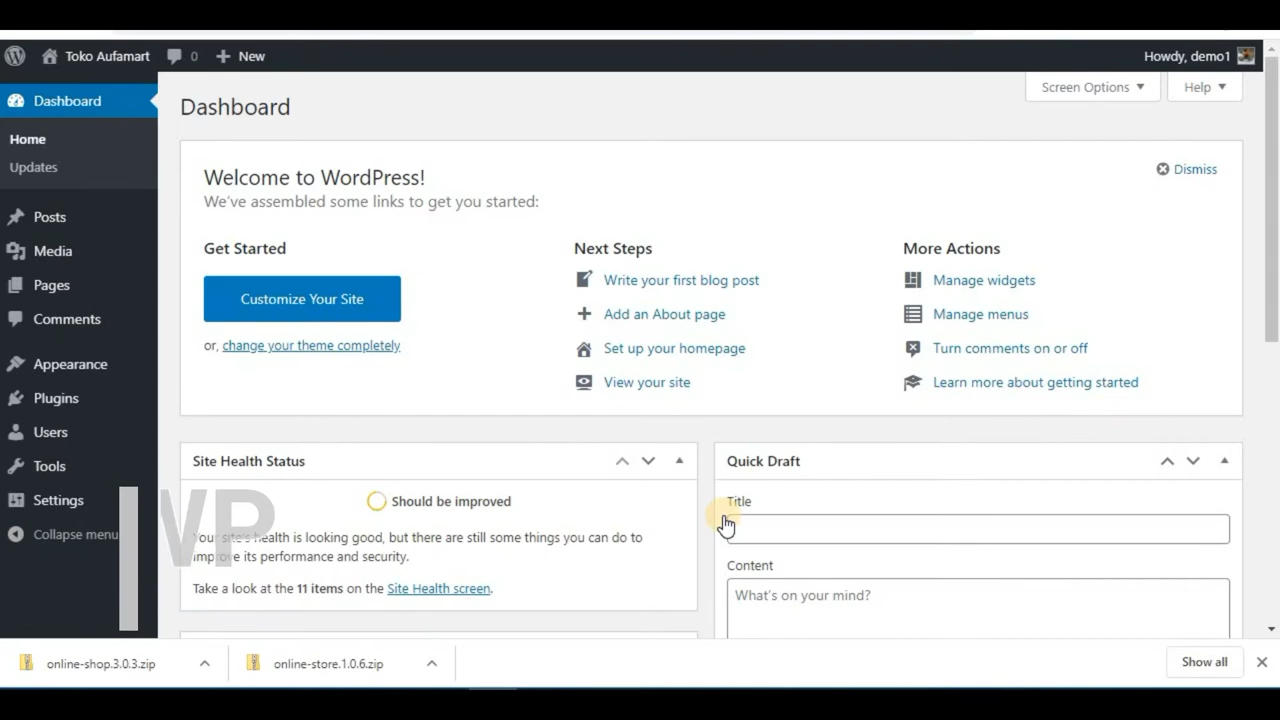 Toko Aufamart 0 New Howdy, demo1
Dashboard
Home
Updates
Posts
Media
Pages
Comments
Appearance
Plugins
Users
Tools
Settings
Collapse menu
Screen Options Help
Dashboard
Welcome to WordPress!
Dismiss
We've assembled some links to get you started:
Get Started
Customize Your Site
or, change your theme completely
Next Steps
Write your first blog post
Add an About page
Set up your homepage
View your site
More Actions
Manage widgets
Manage menus
Turn comments on or off
Learn more about getting started
Site Health Status
Should be improved
Your site's health is looking good, but there are still some things you can do to
improve its performance and security.
Take a look at the 11 items on the Site Health screen.
WP
Quick Draft
Title
Content
What's on your mind?
online-shop.3.0.3.zip
online-store.1.0.6.zip
Show all